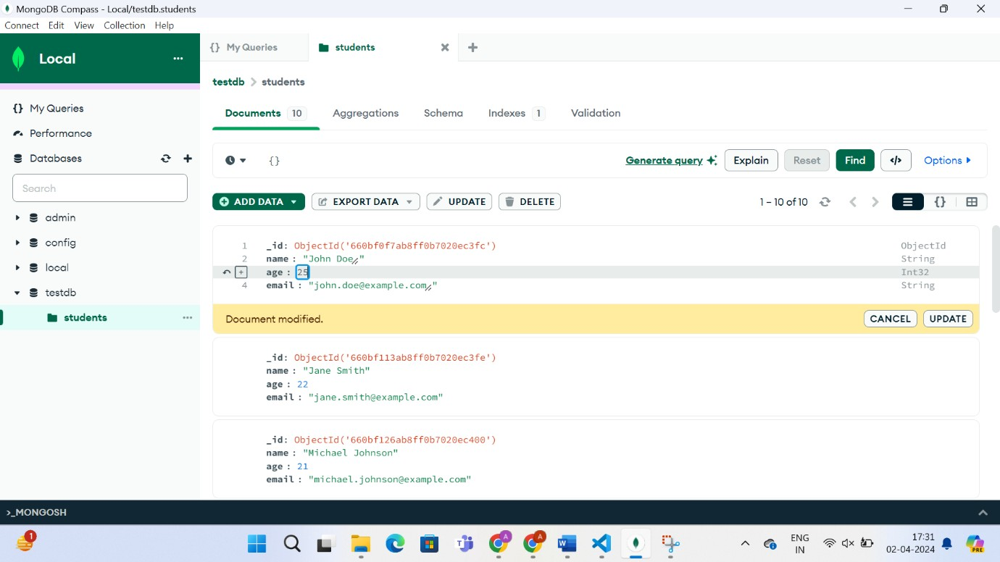 MongoDB Compass - Local/testdb.students
Connect Edit View Collection Help
Local ...
{} My Queries
students
testdb > students
My Queries
Performance
Databases
Search
admin
config
local
testdb
students ...
Documents 10 Aggregations Schema Indexes 1 Validation
{} Generate query Explain Reset Find </> Options
ADD DATA EXPORT DATA UPDATE DELETE 1 – 10 of 10 {}
1 _id: ObjectId('660bf0f7ab8ff0b7020ec3fc') ObjectId
2 name : "John Doe" String
age : 25 Int32
4 email : "john.doe@example.com" String
Document modified. CANCEL UPDATE
_id: ObjectId('660bf113ab8ff0b7020ec3fe')
name : "Jane Smith"
age : 22
email : "jane.smith@example.com"
_id: ObjectId('660bf126ab8ff0b7020ec400')
name : "Michael Johnson"
age : 21
email : "michael.johnson@example.com"
>_MONGOSH
1
A A
ENG
IN
17:31
02-04-2024
PRE